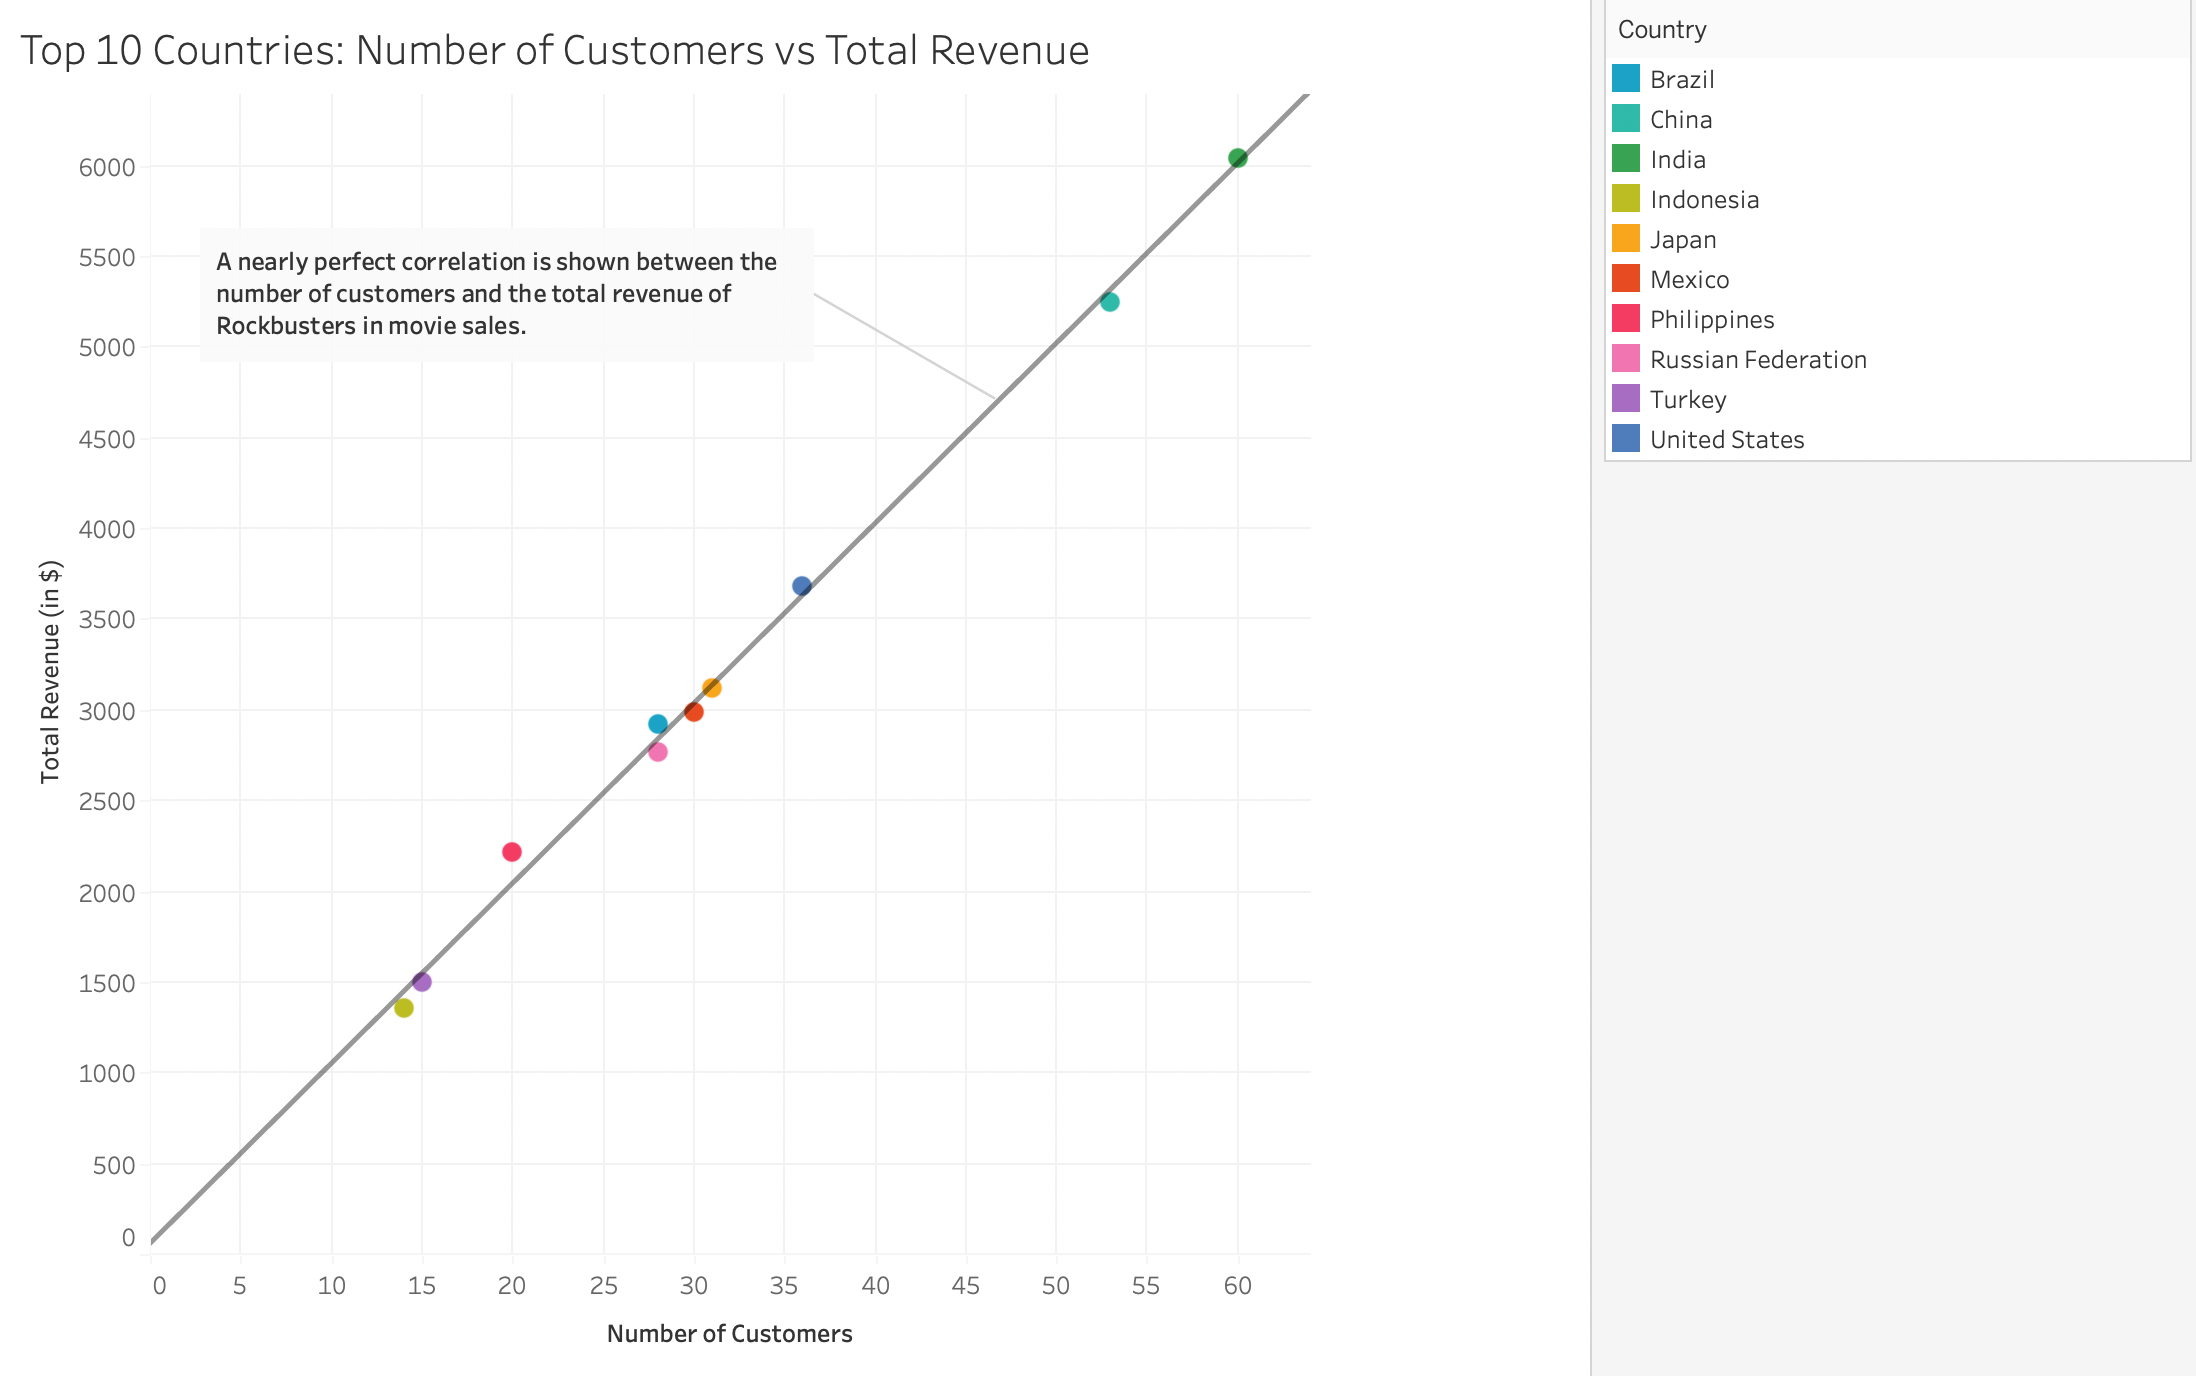 Top 10 Countries: Number of Customers vs Total Revenue
A nearly perfect correlation is shown between the
number of customers and the total revenue of
Rockbusters in movie sales.
Total Revenue (in $)
6000
5500
5000
4500
4000
3500
3000
2500
2000
1500
1000
500
0
0 5 10 15 20 25 30 35 40 45 50 55 60
Number of Customers
Country
Brazil
China
India
Indonesia
Japan
Mexico
Philippines
Russian Federation
Turkey
United States